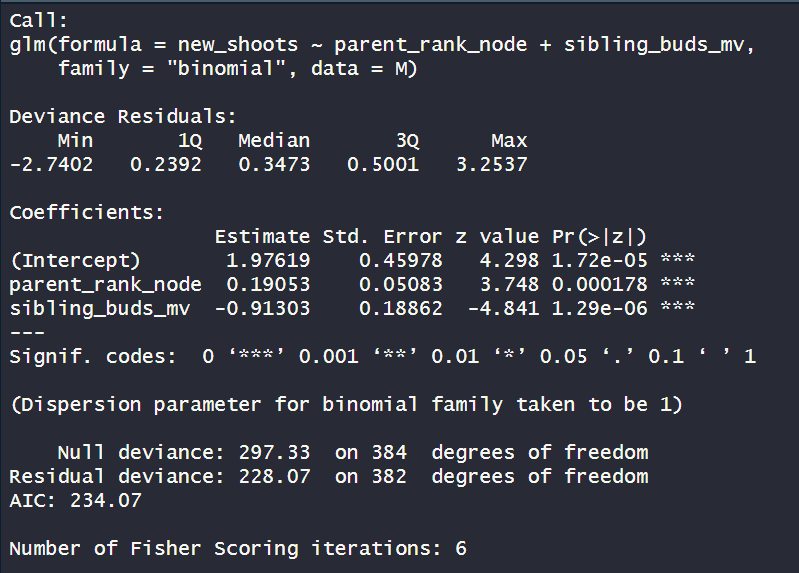 Call:
glm(formula = new_shoots ~ parent_rank_node + sibling_buds_mv,
    family = "binomial", data = M)

Deviance Residuals:
    Min       1Q   Median       3Q      Max
-2.7402   0.2392   0.3473   0.5001   3.2537

Coefficients:
                 Estimate Std. Error z value Pr(>|z|)
(Intercept)       1.97619    0.45978   4.298 1.72e-05 ***
parent_rank_node  0.19053    0.05083   3.748 0.000178 ***
sibling_buds_mv  -0.91303    0.18862  -4.841 1.29e-06 ***
---
Signif. codes:  0 ‘***’ 0.001 ‘**’ 0.01 ‘*’ 0.05 ‘.’ 0.1 ‘ ’ 1

(Dispersion parameter for binomial family taken to be 1)

    Null deviance: 297.33  on 384  degrees of freedom
Residual deviance: 228.07  on 382  degrees of freedom
AIC: 234.07

Number of Fisher Scoring iterations: 6